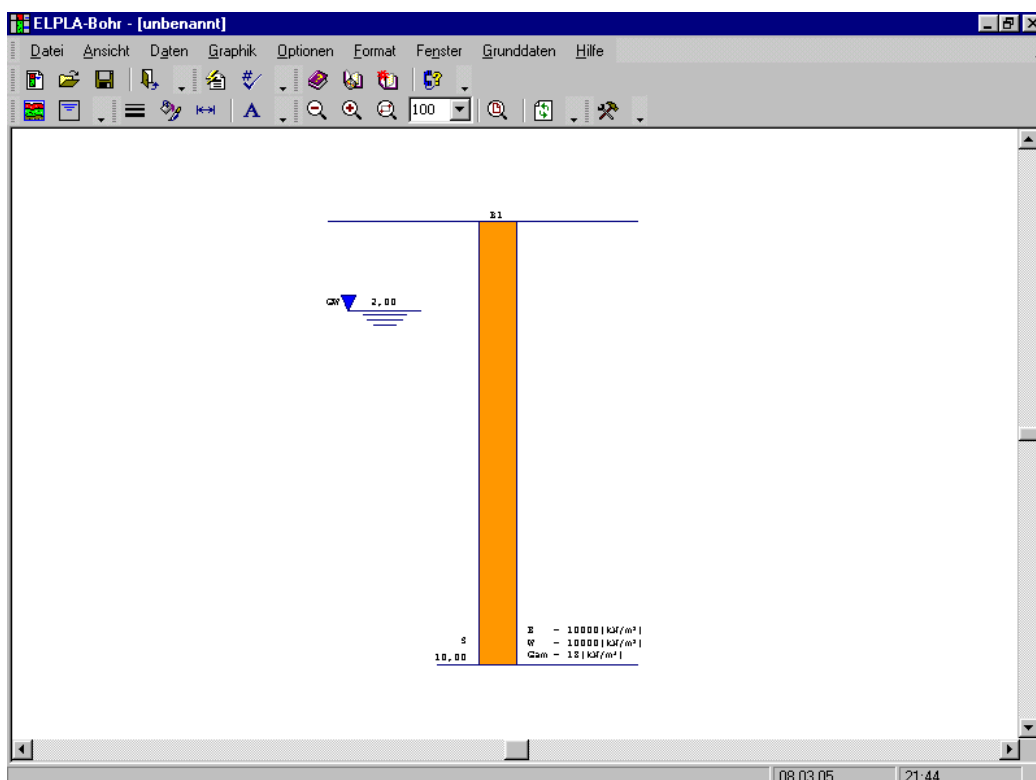 ELPLA-Bohr - [unbenannt]
Datei Ansicht Daten Graphik Optionen Format Fenster Grunddaten Hilfe
100
B1
GW 2,00
S
10,00
E = 10000[kN/m²]
W = 10000[kN/m²]
Gam = 18[kN/m³]
08.03.05 21:44